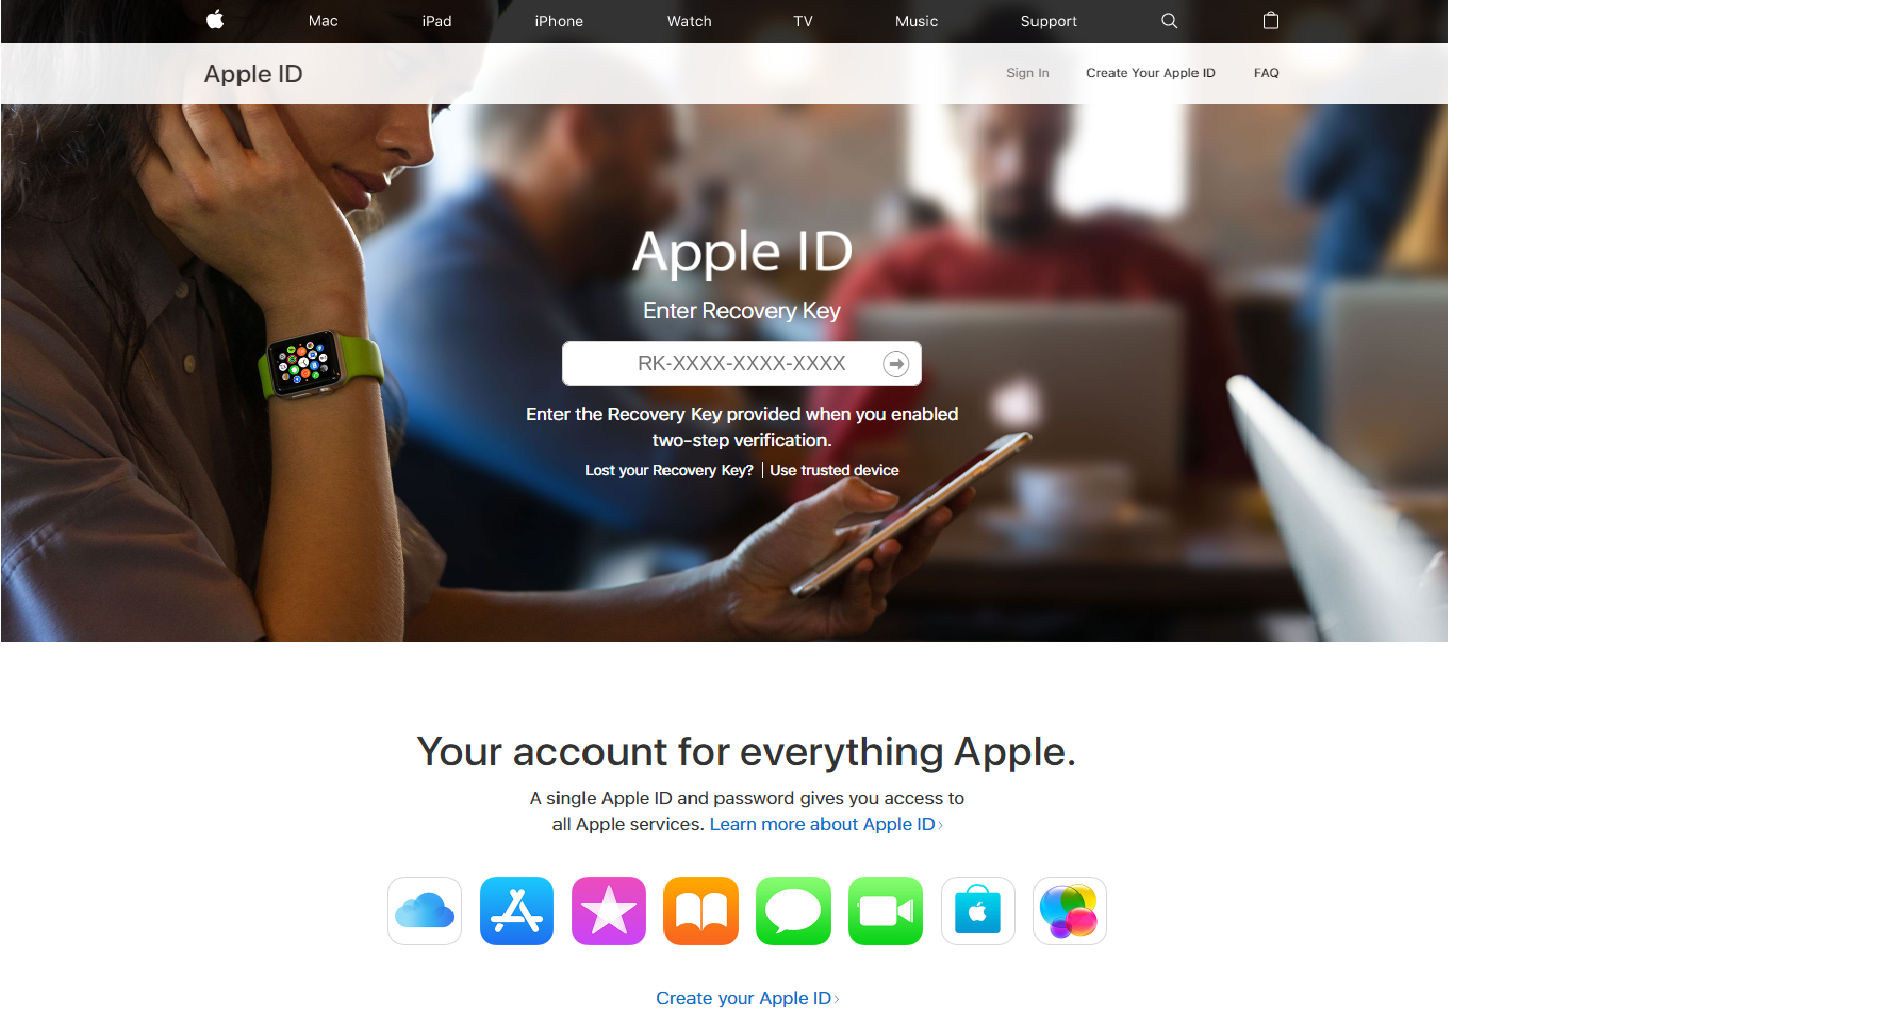 Mac iPad iPhone Watch TV Music Support
Apple ID Sign In Create Your Apple ID FAQ
Apple ID
Enter Recovery Key
RK-XXXX-XXXX-XXXX
Enter the Recovery Key provided when you enabled
two-step verification.
Lost your Recovery Key? | Use trusted device
Your account for everything Apple.
A single Apple ID and password gives you access to
all Apple services. Learn more about Apple ID ›
Create your Apple ID ›